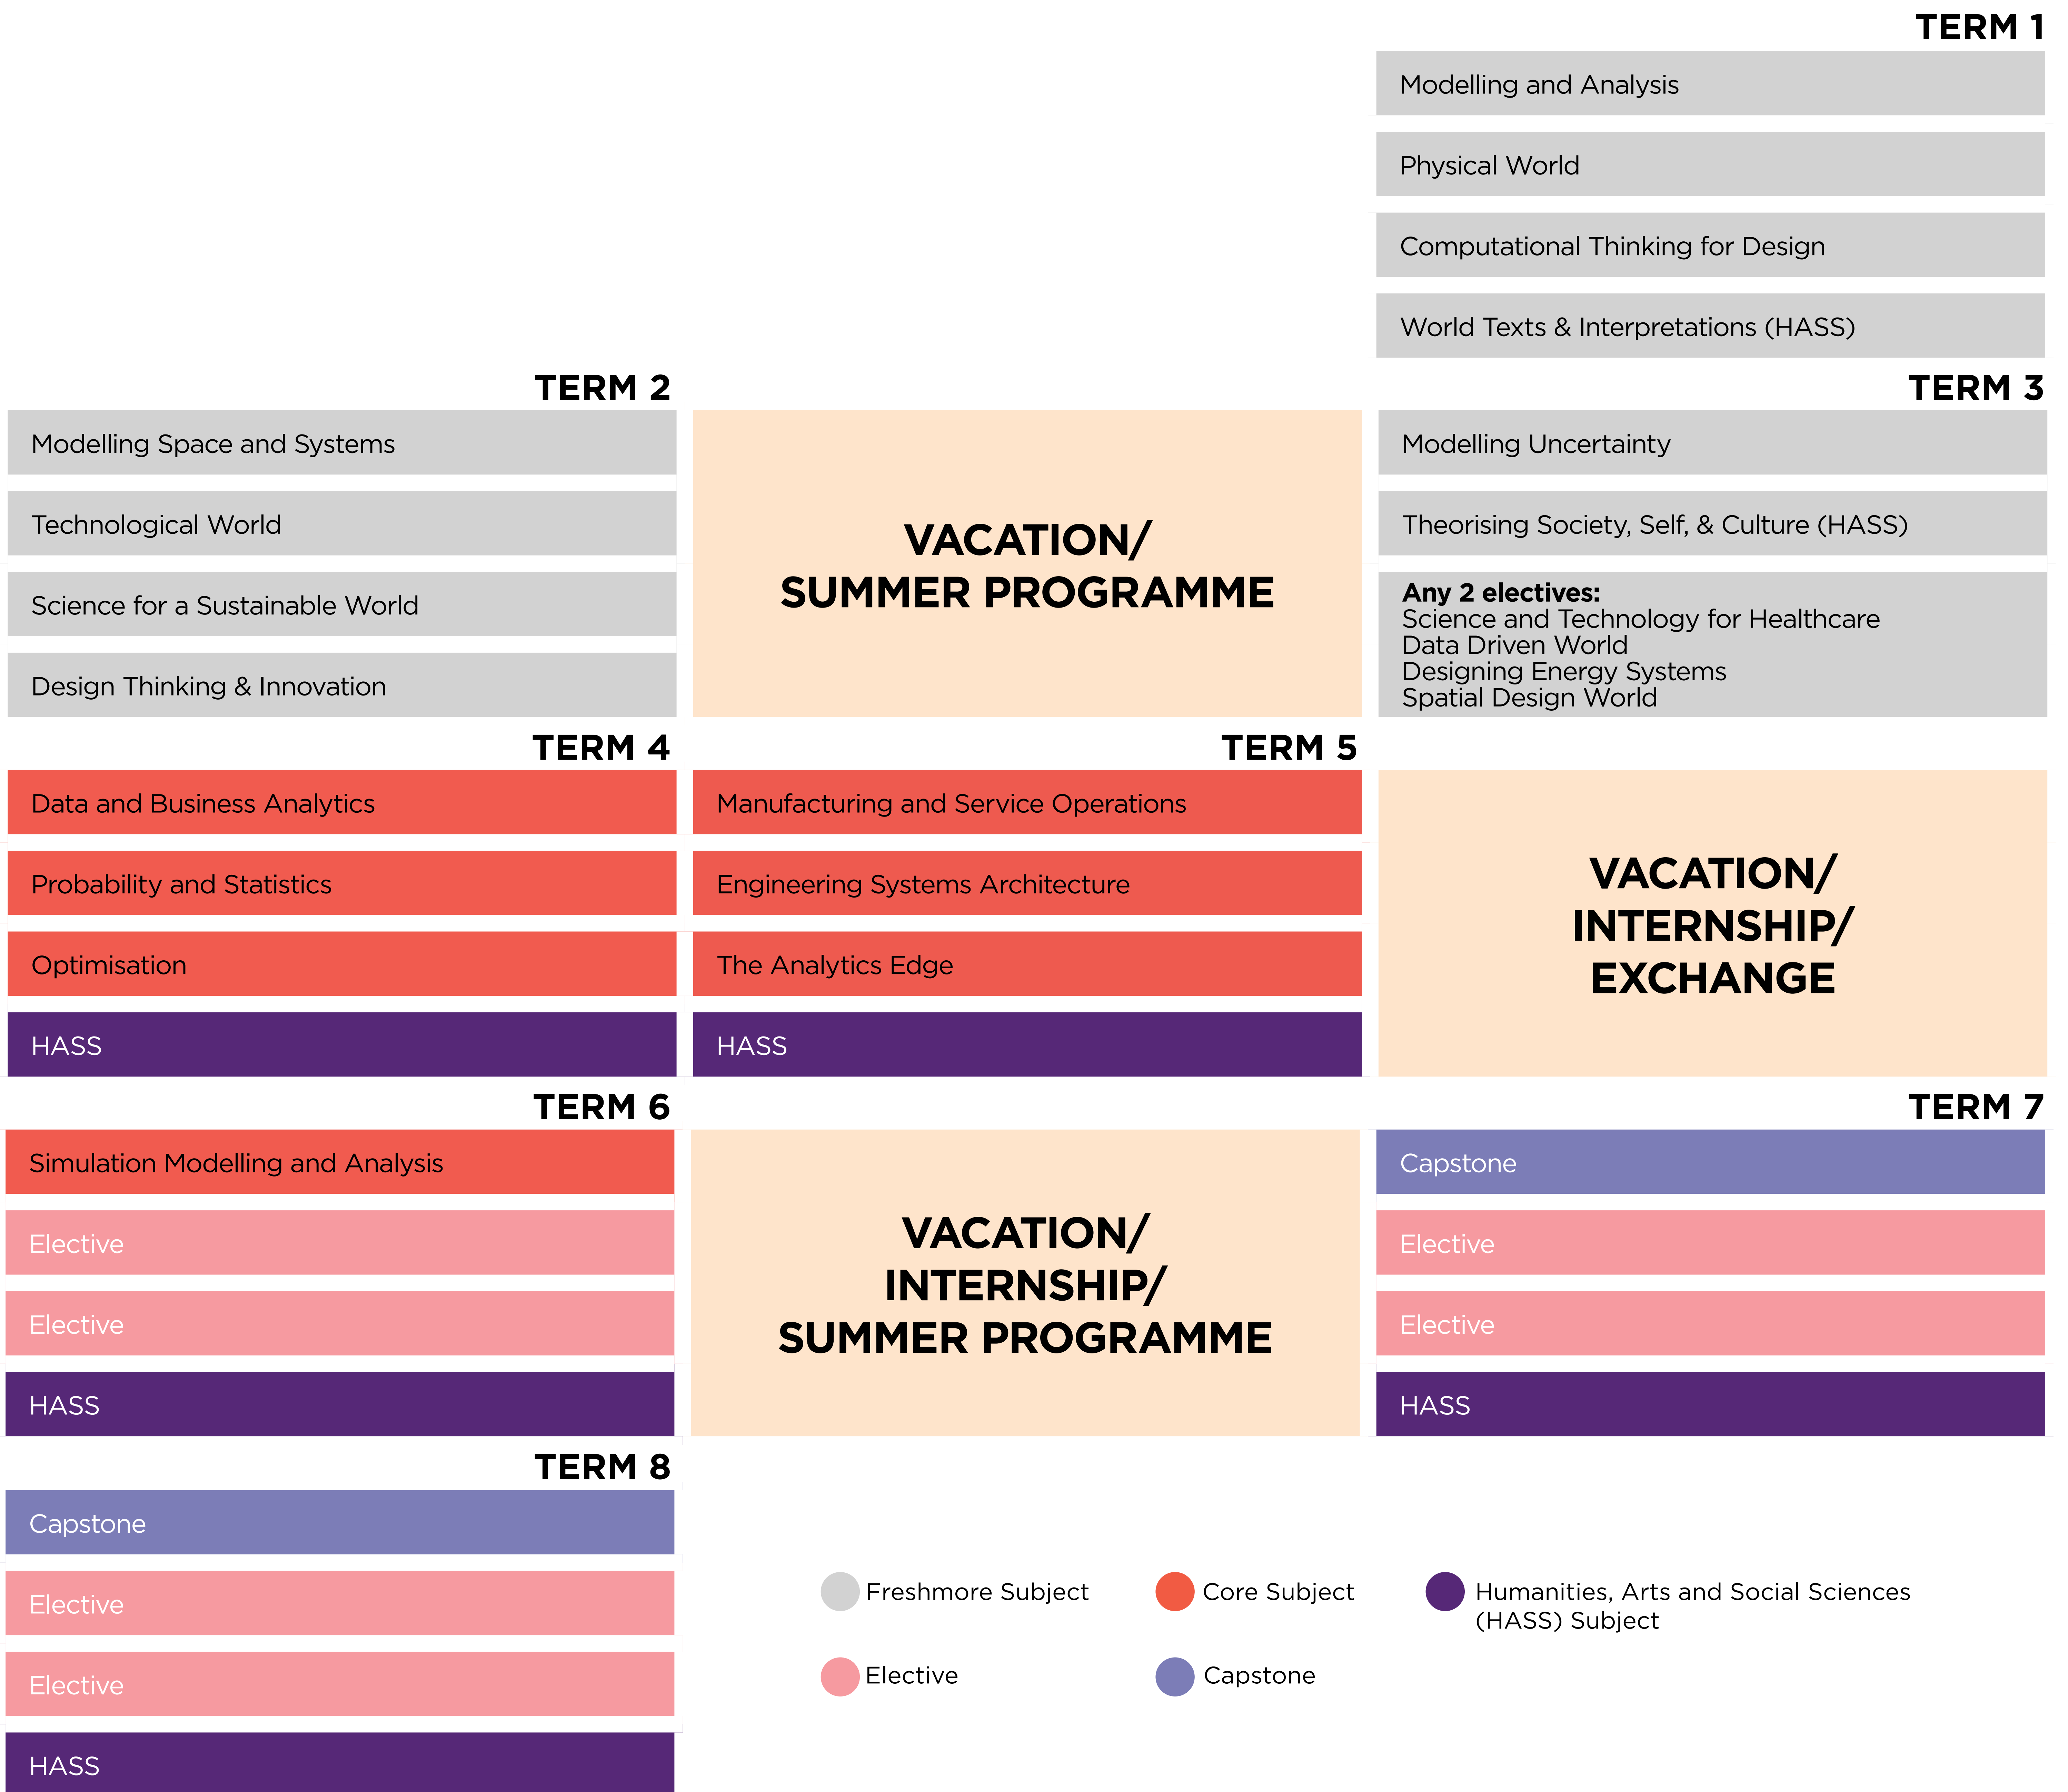 TERM 1
Modelling and Analysis
Physical World
Computational Thinking for Design
World Texts & Interpretations (HASS)
TERM 2
Modelling Space and Systems
Technological World
Science for a Sustainable World
Design Thinking & Innovation
VACATION/
SUMMER PROGRAMME
TERM 3
Modelling Uncertainty
Theorising Society, Self, & Culture (HASS)
Any 2 electives:
Science and Technology for Healthcare
Data Driven World
Designing Energy Systems
Spatial Design World
TERM 4
Data and Business Analytics
Probability and Statistics
Optimisation
HASS
TERM 5
Manufacturing and Service Operations
Engineering Systems Architecture
The Analytics Edge
HASS
VACATION/
INTERNSHIP/
EXCHANGE
TERM 6
Simulation Modelling and Analysis
Elective
Elective
HASS
VACATION/
INTERNSHIP/
SUMMER PROGRAMME
TERM 7
Capstone
Elective
Elective
HASS
TERM 8
Capstone
Elective
Elective
HASS
Freshmore Subject
Core Subject
Humanities, Arts and Social Sciences
(HASS) Subject
Elective
Capstone